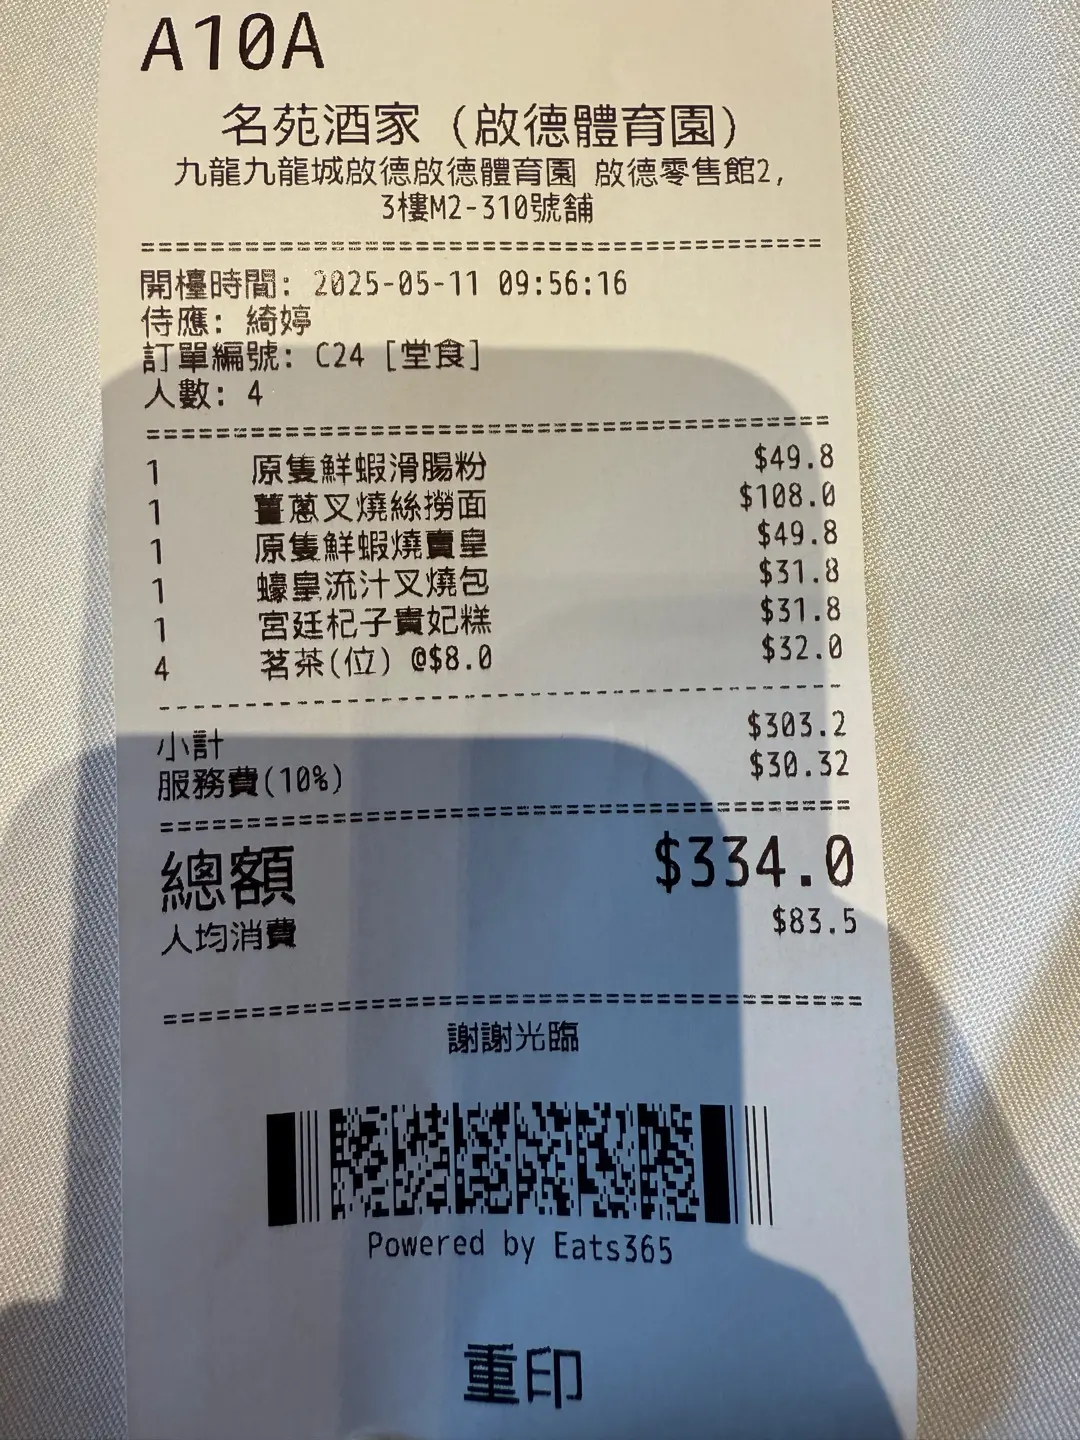 A10A
名苑酒家 (啟德體育園)
九龍九龍城啟德啟德體育園 啟德零售館2,
3樓M2-310號舖
開檯時間: 2025-05-11 09:56:16
侍應: 綺婷
訂單編號: C24 [堂食]
人數: 4
1 原隻鮮蝦滑腸粉 $49.8
1 薑蔥叉燒絲撈面 $108.0
1 原隻鮮蝦燒賣皇 $49.8
1 蠔皇流汁叉燒包 $31.8
1 宮廷杞子貴妃糕 $31.8
4 茗茶(位) @$8.0 $32.0
小計 $303.2
服務費(10%) $30.32
總額 $334.0
人均消費 $83.5
謝謝光臨
Powered by Eats365
重印